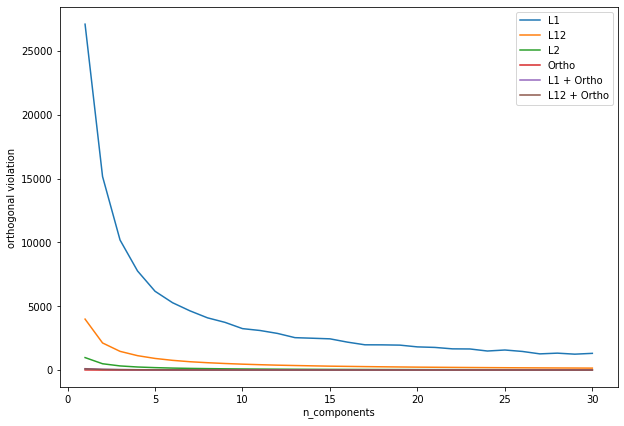 L1
L12
L2
Ortho
L1 + Ortho
L12 + Ortho
orthogonal violation
25000
20000
15000
10000
5000
0
0
5
10
15
20
25
30
n_components